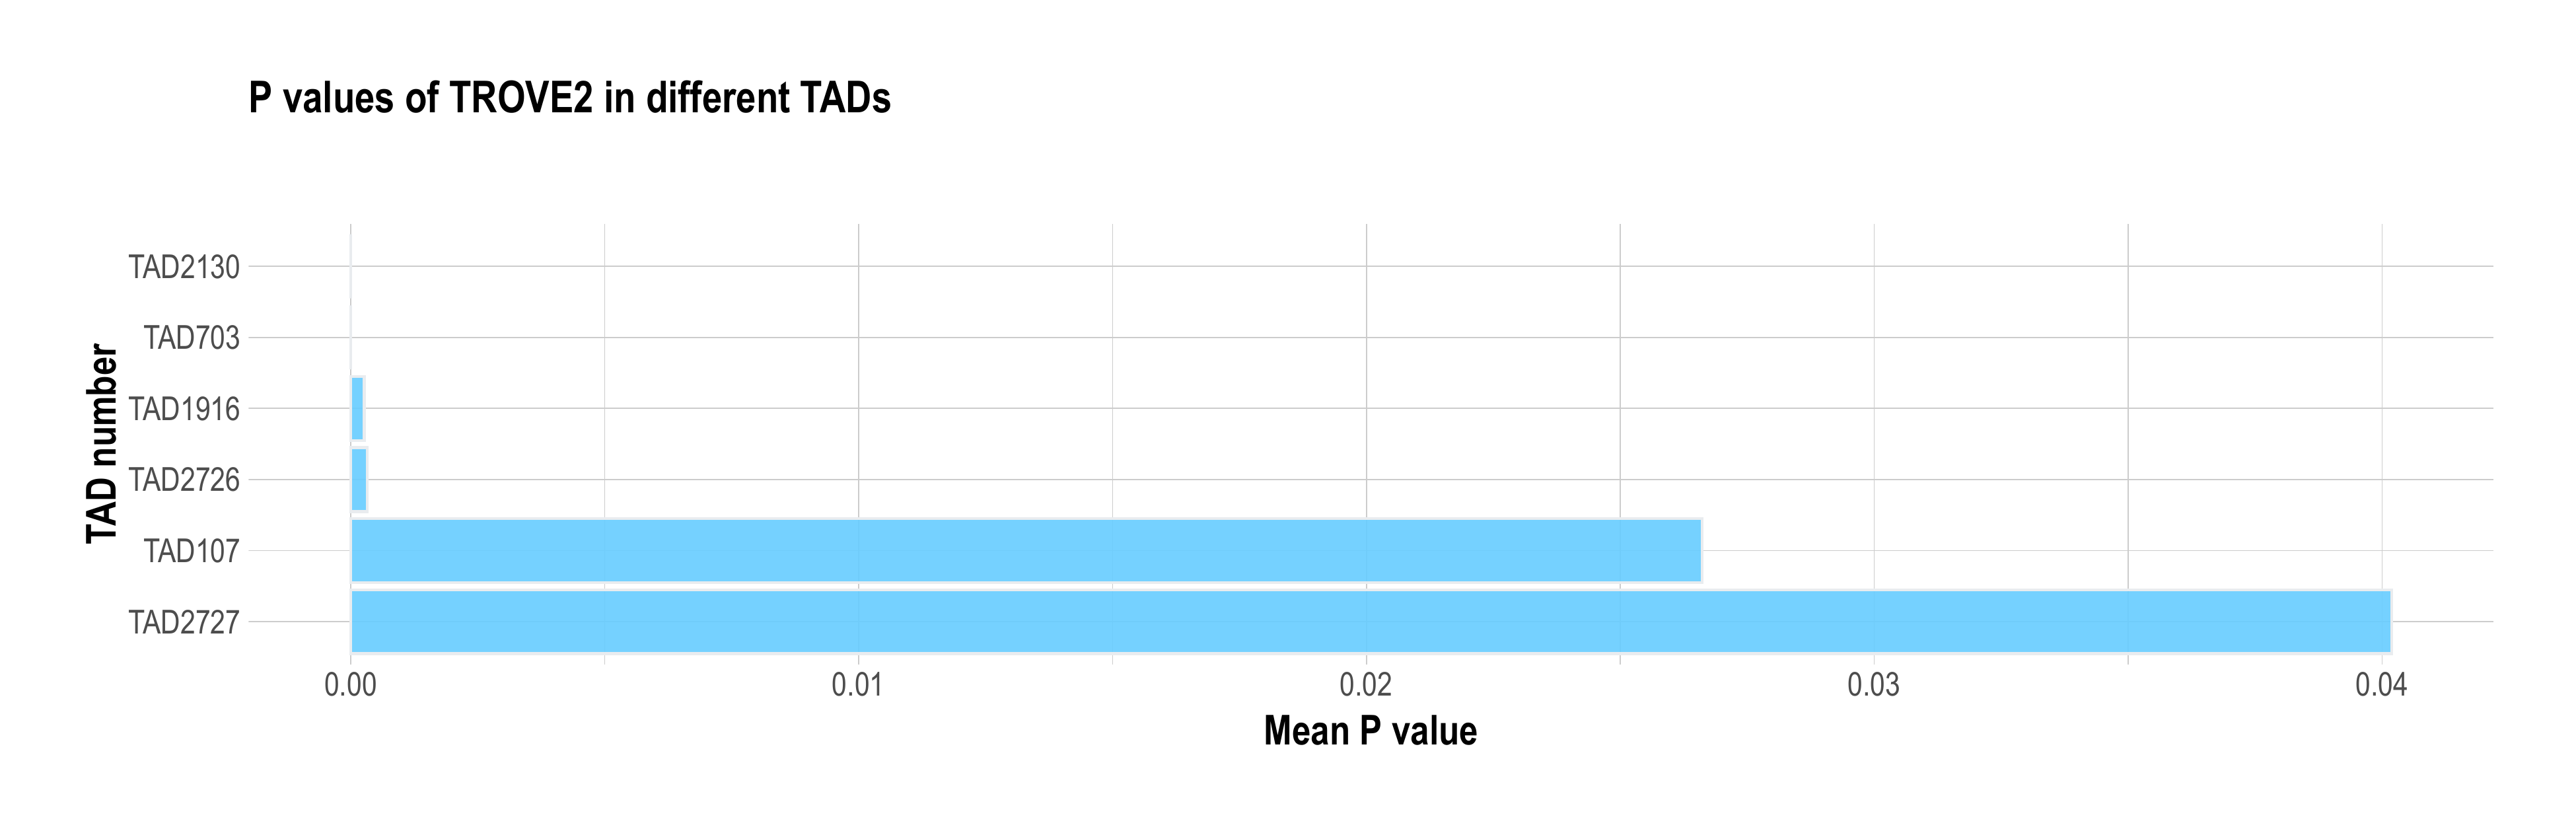 P values of TROVE2 in different TADs
TAD number
TAD2130
TAD703
TAD1916
TAD2726
TAD107
TAD2727
0.00 0.01 0.02 0.03 0.04
Mean P value